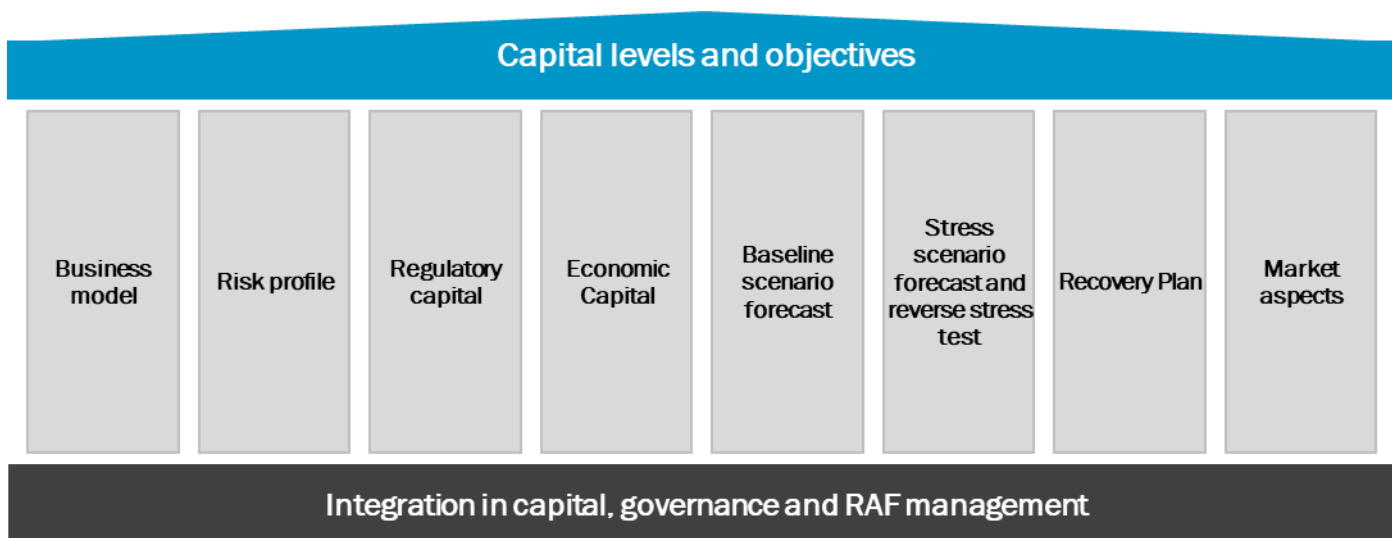 Capital levels and objectives
Business
model
Risk profile
Regulatory
capital
Economic
Capital
Baseline
scenario
forecast
Stress
scenario
forecast and
reverse stress
test
Recovery Plan
Market
aspects
Integration in capital, governance and RAF management